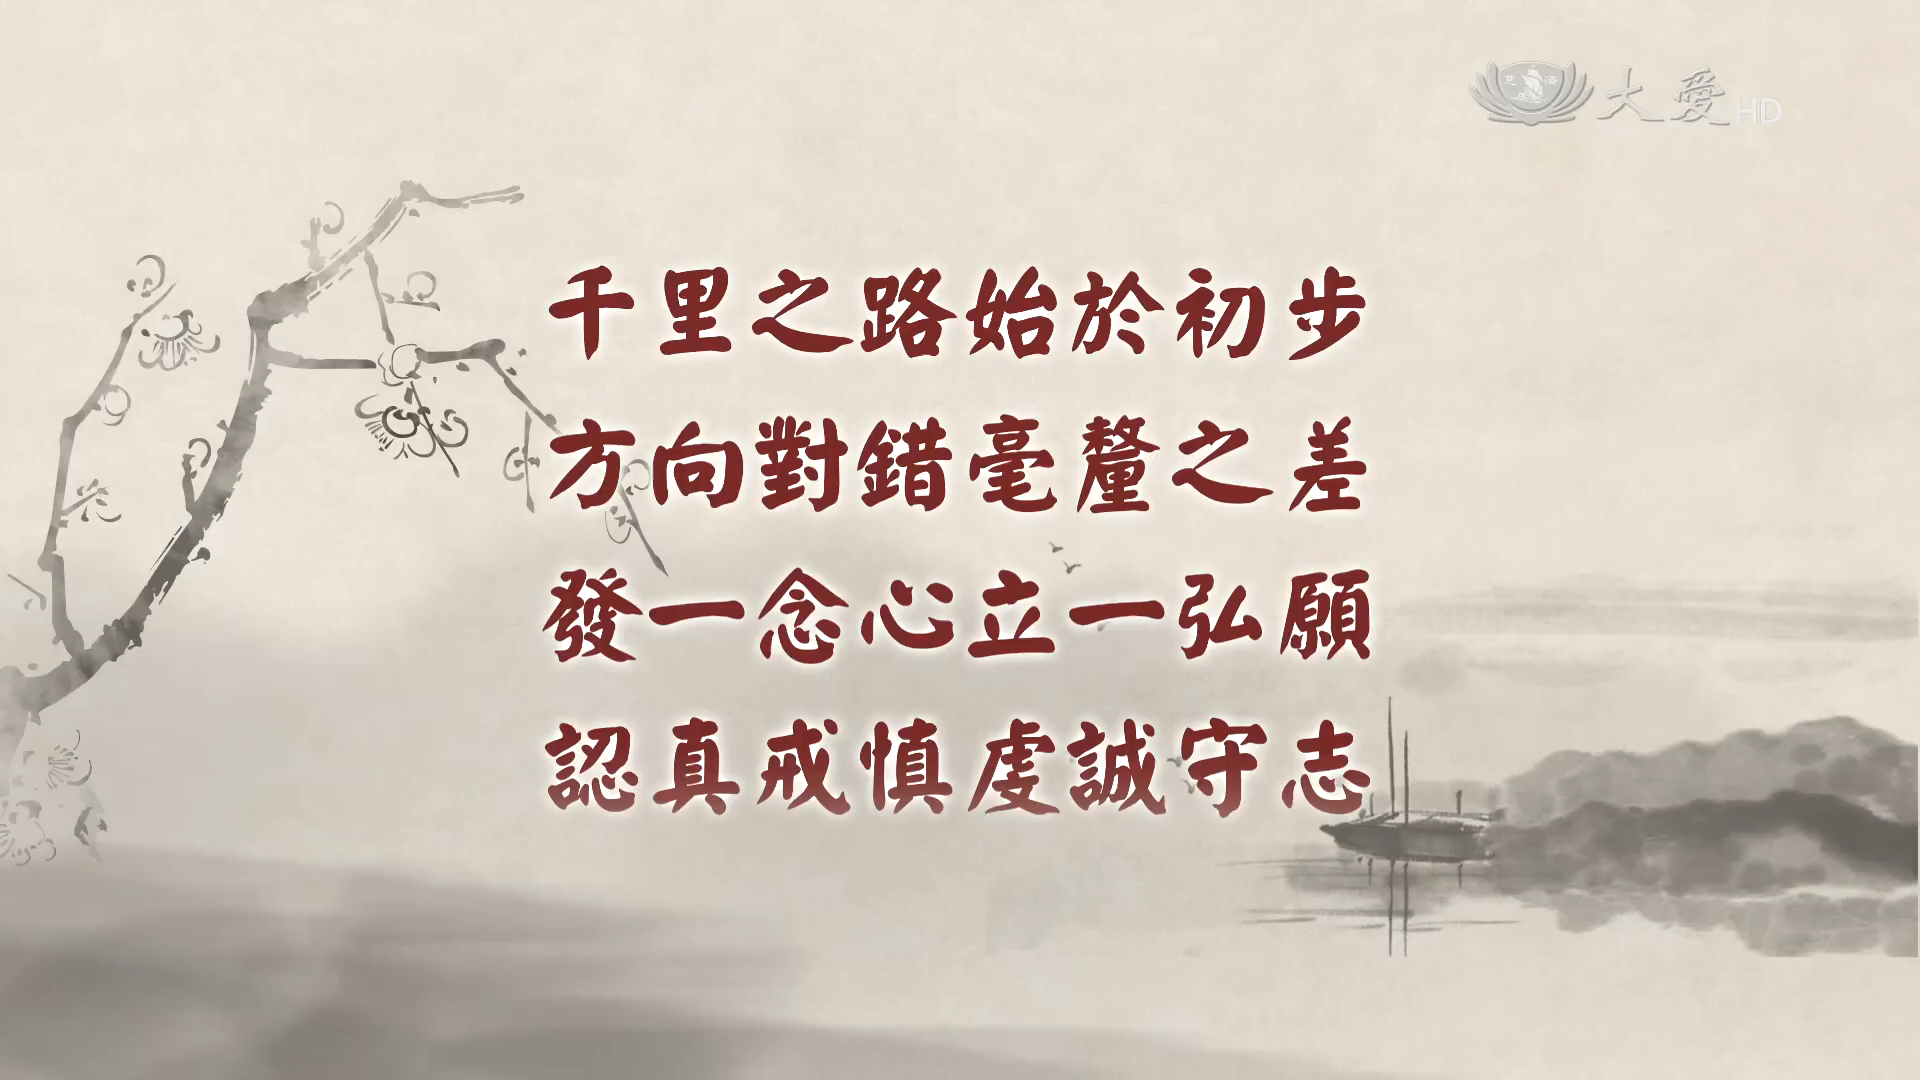 大愛HD
千里之路始於初步
方向對錯毫釐之差
發一念心立一弘願
認真戒慎虔誠守志